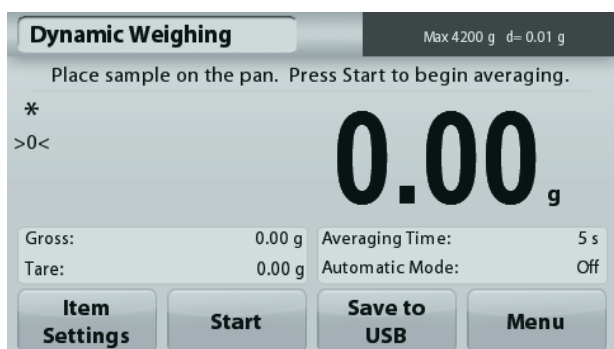 Dynamic Weighing
Max 4200 g d= 0.01 g
Place sample on the pan. Press Start to begin averaging.
*
>0<
0.00 g
Gross: 0.00 g
Tare: 0.00 g
Averaging Time: 5 s
Automatic Mode: Off
Item
Settings
Start
Save to
USB
Menu